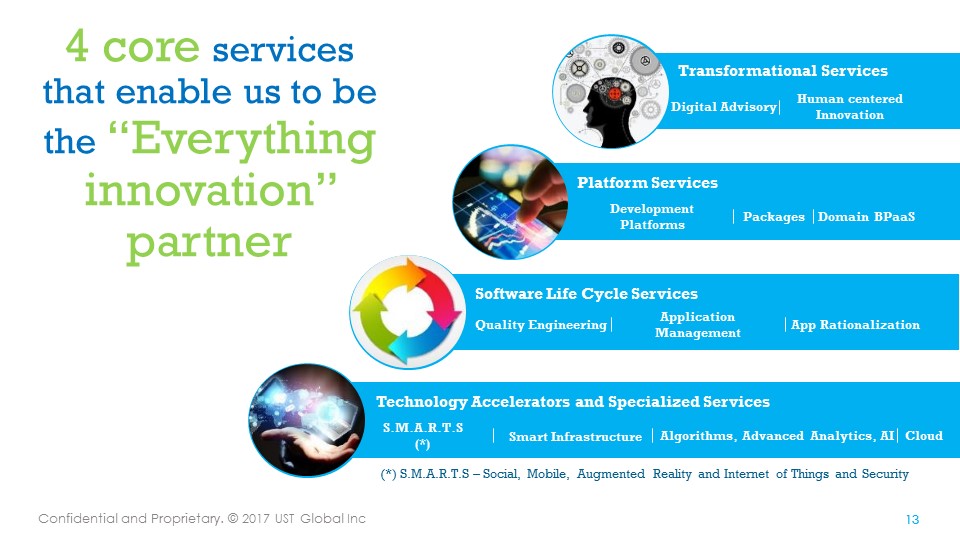 4 core services
that enable us to be
the “Everything
innovation”
partner
Transformational Services
Digital Advisory
Human centered
Innovation
Platform Services
Development
Platforms
Packages
Domain BPaaS
Software Life Cycle Services
Quality Engineering
Application
Management
App Rationalization
Technology Accelerators and Specialized Services
S.M.A.R.T.S
(*)
Smart Infrastructure
Algorithms, Advanced Analytics, AI
Cloud
(*) S.M.A.R.T.S – Social, Mobile, Augmented Reality and Internet of Things and Security
Confidential and Proprietary. © 2017 UST Global Inc
13